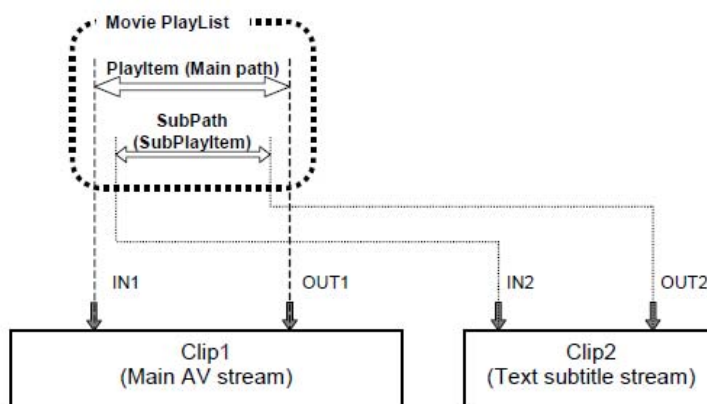 Movie PlayList
PlayItem (Main path)
SubPath
(SubPlayItem)
IN1
OUT1
IN2
OUT2
Clip1
(Main AV stream)
Clip2
(Text subtitle stream)